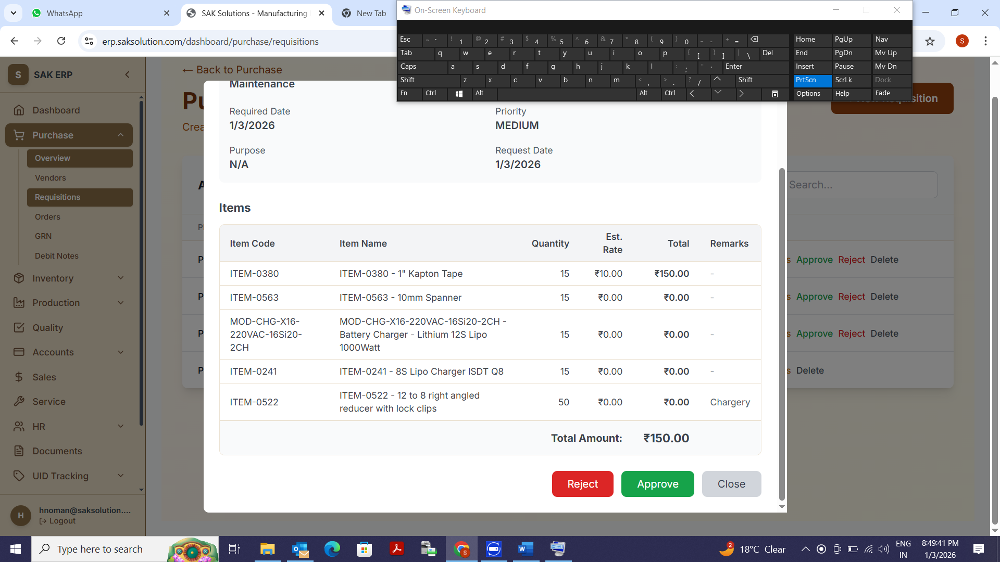 WhatsApp
SAK Solutions - Manufacturing
New Tab
erp.saksolution.com/dashboard/purchase/requisitions
S
On-Screen Keyboard
Esc ~ ` ! 1 @ 2 # 3 $ 4 % 5 ^ 6 & 7 * 8 ( 9 ) 0 _ - + = Home PgUp Nav
Tab q w e r t y u i o p { [ } ] | \ Del End PgDn Mv Up
Caps a s d f g h j k l : ; " ' Enter Insert Pause Mv Dn
Shift z x c v b n m < , > . ? / Shift PrtScn ScrLk Dock
Fn Ctrl Alt Alt Ctrl Options Help Fade
S SAK ERP
Dashboard
Purchase
Overview
Vendors
Requisitions
Orders
GRN
Debit Notes
Inventory
Production
Quality
Accounts
Sales
Service
HR
Documents
UID Tracking
H
hnoman@saksolution....
Logout
← Back to Purchase
Pu
Crea
Search...
Approve Reject Delete
Approve Reject Delete
Approve Reject Delete
Delete
Maintenance
Required Date
1/3/2026
Priority
MEDIUM
Purpose
N/A
Request Date
1/3/2026
Items
Item Code Item Name Quantity Est. Rate Total Remarks
ITEM-0380 ITEM-0380 - 1" Kapton Tape 15 ₹10.00 ₹150.00 -
ITEM-0563 ITEM-0563 - 10mm Spanner 15 ₹0.00 ₹0.00 -
MOD-CHG-X16-
220VAC-16Si20-
2CH
MOD-CHG-X16-220VAC-16Si20-2CH -
Battery Charger - Lithium 12S Lipo
1000Watt
15 ₹0.00 ₹0.00 -
ITEM-0241 ITEM-0241 - 8S Lipo Charger ISDT Q8 15 ₹0.00 ₹0.00 -
ITEM-0522
ITEM-0522 - 12 to 8 right angled
reducer with lock clips
50 ₹0.00 ₹0.00 Chargery
Total Amount: ₹150.00
Reject Approve Close
Type here to search
2
18°C Clear
ENG
IN
8:49:41 PM
1/3/2026